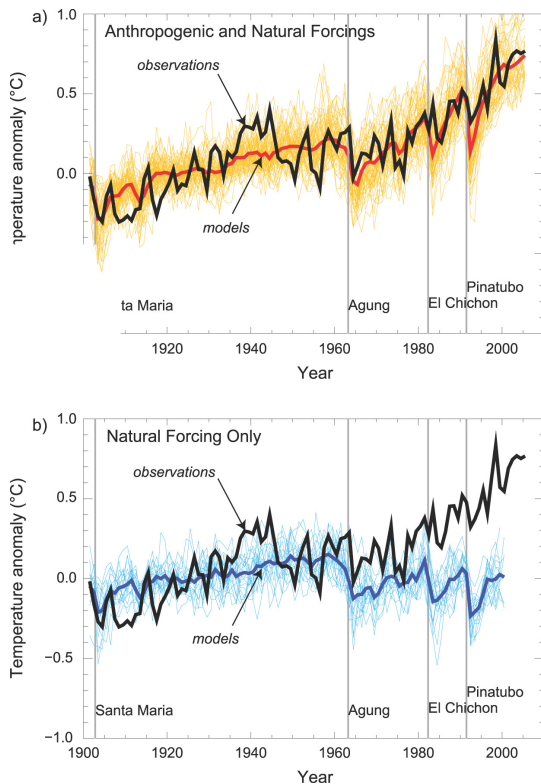 a)
1.0
Anthropogenic and Natural Forcings
observations
0.5
0.0
models
nperature anomaly (°C)
Pinatubo
ta Maria
Agung
El Chichon
1920
1940
1960
1980
2000
Year
b)
1.0
Natural Forcing Only
observations
0.5
0.0
models
−0.5
Temperature anomaly (°C)
Pinatubo
Santa Maria
Agung
El Chichon
−1.0
1900
1920
1940
1960
1980
2000
Year